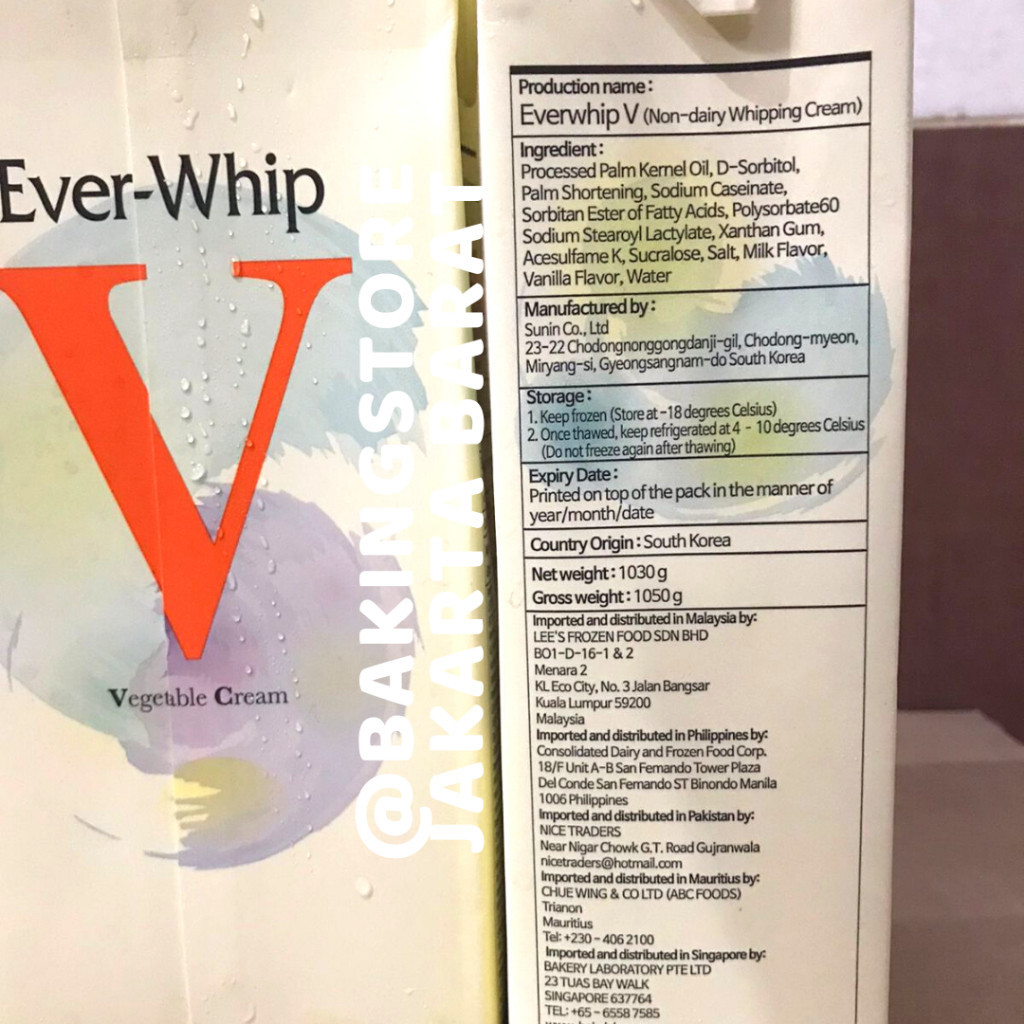 Ever-Whip
V
Vegetable Cream
@BAKINGSTORE
JAKARTABARAT
Production name:
Everwhip V (Non-dairy Whipping Cream)
Ingredient:
Processed Palm Kernel Oil, D-Sorbitol,
Palm Shortening, Sodium Caseinate,
Sorbitan Ester of Fatty Acids, Polysorbate60
Sodium Stearoyl Lactylate, Xanthan Gum,
Acesulfame K, Sucralose, Salt, Milk Flavor,
Vanilla Flavor, Water
Manufactured by:
Sunin Co., Ltd
23-22 Chodongnonggongdanji-gil, Chodong-myeon,
Miryang-si, Gyeongsangnam-do South Korea
Storage:
1. Keep frozen (Store at -18 degrees Celsius)
2. Once thawed, keep refrigerated at 4 - 10 degrees Celsius
(Do not freeze again after thawing)
Expiry Date:
Printed on top of the pack in the manner of
year/month/date
Country Origin: South Korea
Net weight: 1030 g
Gross weight: 1050 g
Imported and distributed in Malaysia by:
LEE'S FROZEN FOOD SDN BHD
BO1-D-16-1 & 2
Menara 2
KL Eco City, No. 3 Jalan Bangsar
Kuala Lumpur 59200
Malaysia
Imported and distributed in Philippines by:
Consolidated Dairy and Frozen Food Corp.
18/F Unit A-B San Fernando Tower Plaza
Del Conde San Fernando ST Binondo Manila
1006 Philippines
Imported and distributed in Pakistan by:
NICE TRADERS
Near Nigar Chowk G.T. Road Gujranwala
nicetraders@hotmail.com
Imported and distributed in Mauritius by:
CHUE WING & CO LTD (ABC FOODS)
Trianon
Mauritius
Tel: +230 - 406 2100
Imported and distributed in Singapore by:
BAKERY LABORATORY PTE LTD
23 TUAS BAY WALK
SINGAPORE 637764
TEL: +65 - 6558 7585